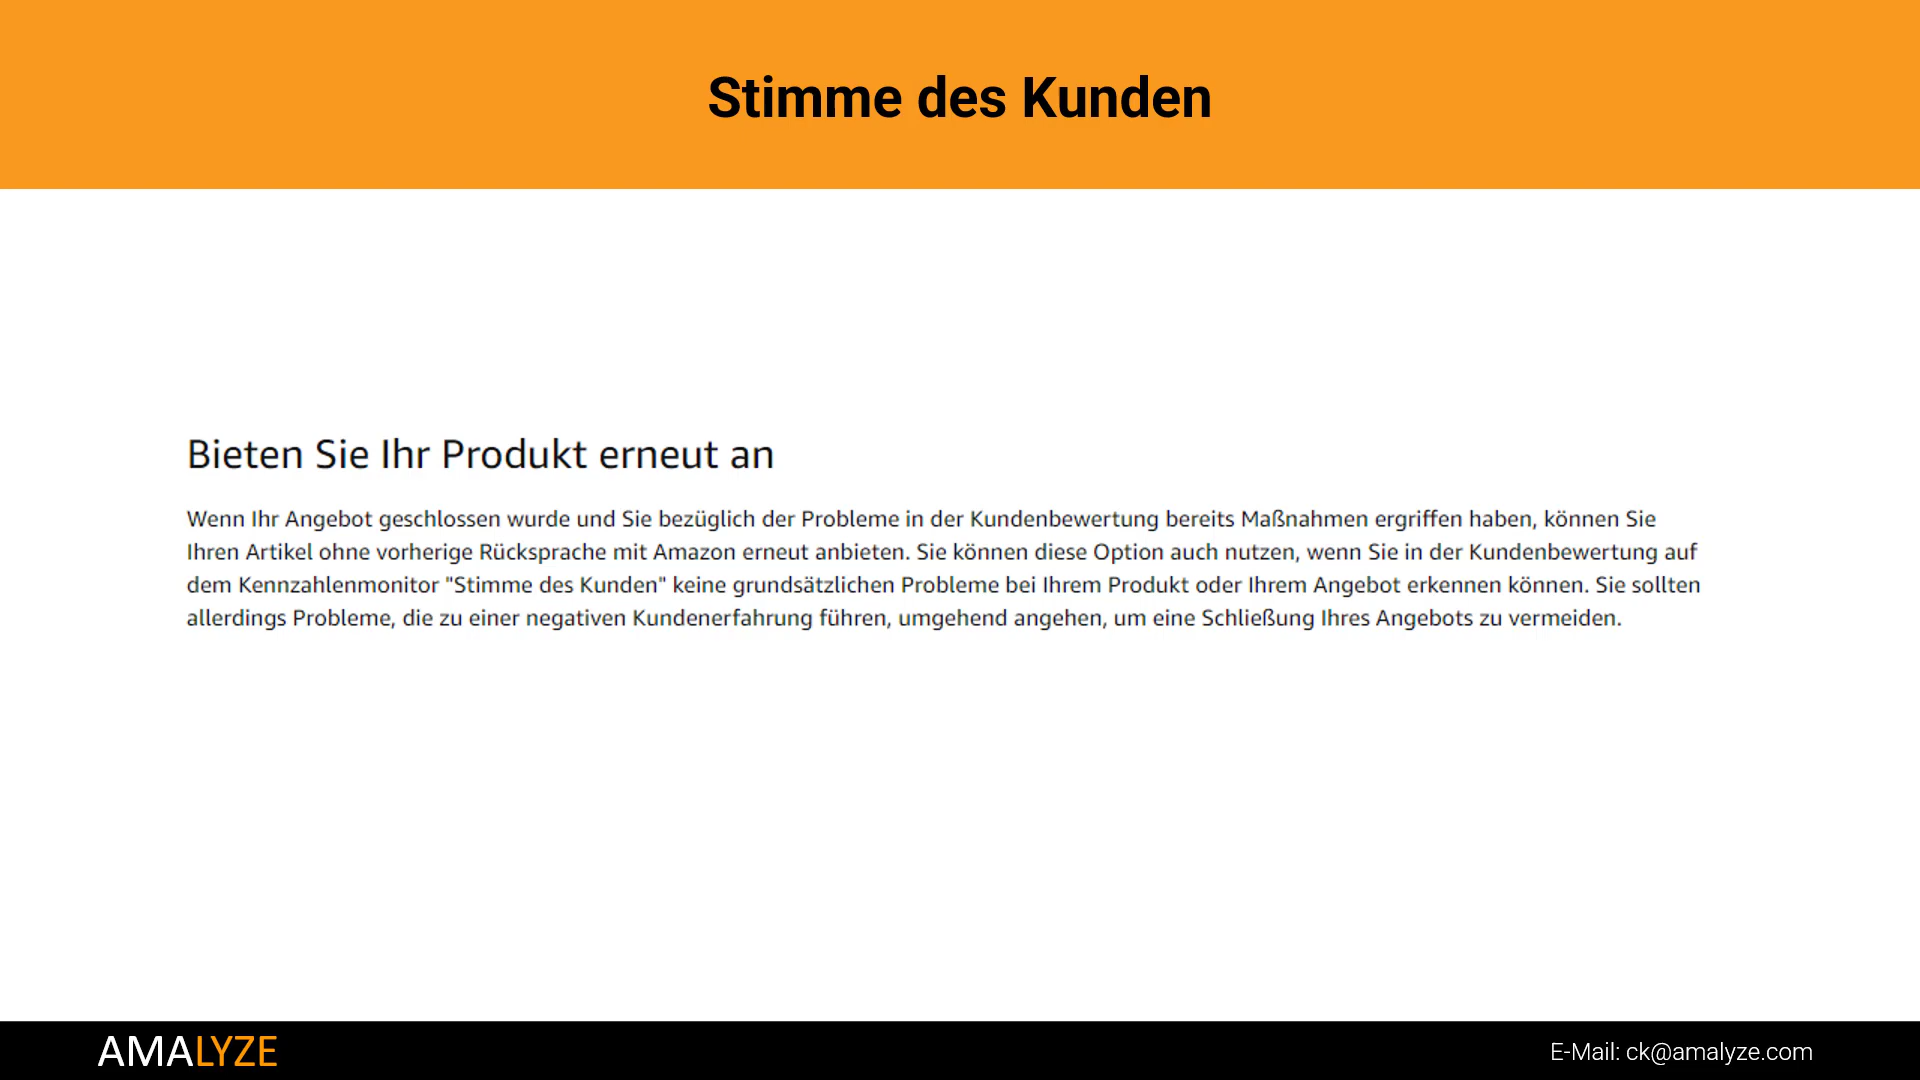 Stimme des Kunden
Bieten Sie Ihr Produkt erneut an
Wenn Ihr Angebot geschlossen wurde und Sie bezüglich der Probleme in der Kundenbewertung bereits Maßnahmen ergriffen haben, können Sie
Ihren Artikel ohne vorherige Rücksprache mit Amazon erneut anbieten. Sie können diese Option auch nutzen, wenn Sie in der Kundenbewertung auf
dem Kennzahlenmonitor "Stimme des Kunden" keine grundsätzlichen Probleme bei Ihrem Produkt oder Ihrem Angebot erkennen können. Sie sollten
allerdings Probleme, die zu einer negativen Kundenerfahrung führen, umgehend angehen, um eine Schließung Ihres Angebots zu vermeiden.
AMALYZE
E-Mail: ck@amalyze.com